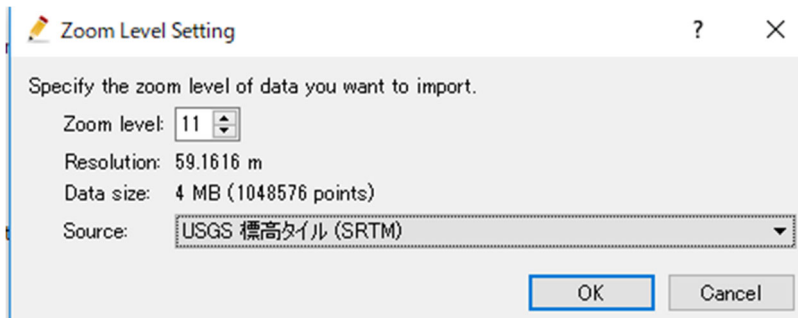 Zoom Level Setting ? ×
Specify the zoom level of data you want to import.
Zoom level: 11
Resolution: 59.1616 m
Data size: 4 MB (1048576 points)
Source: USGS 標高タイル (SRTM)
OK Cancel